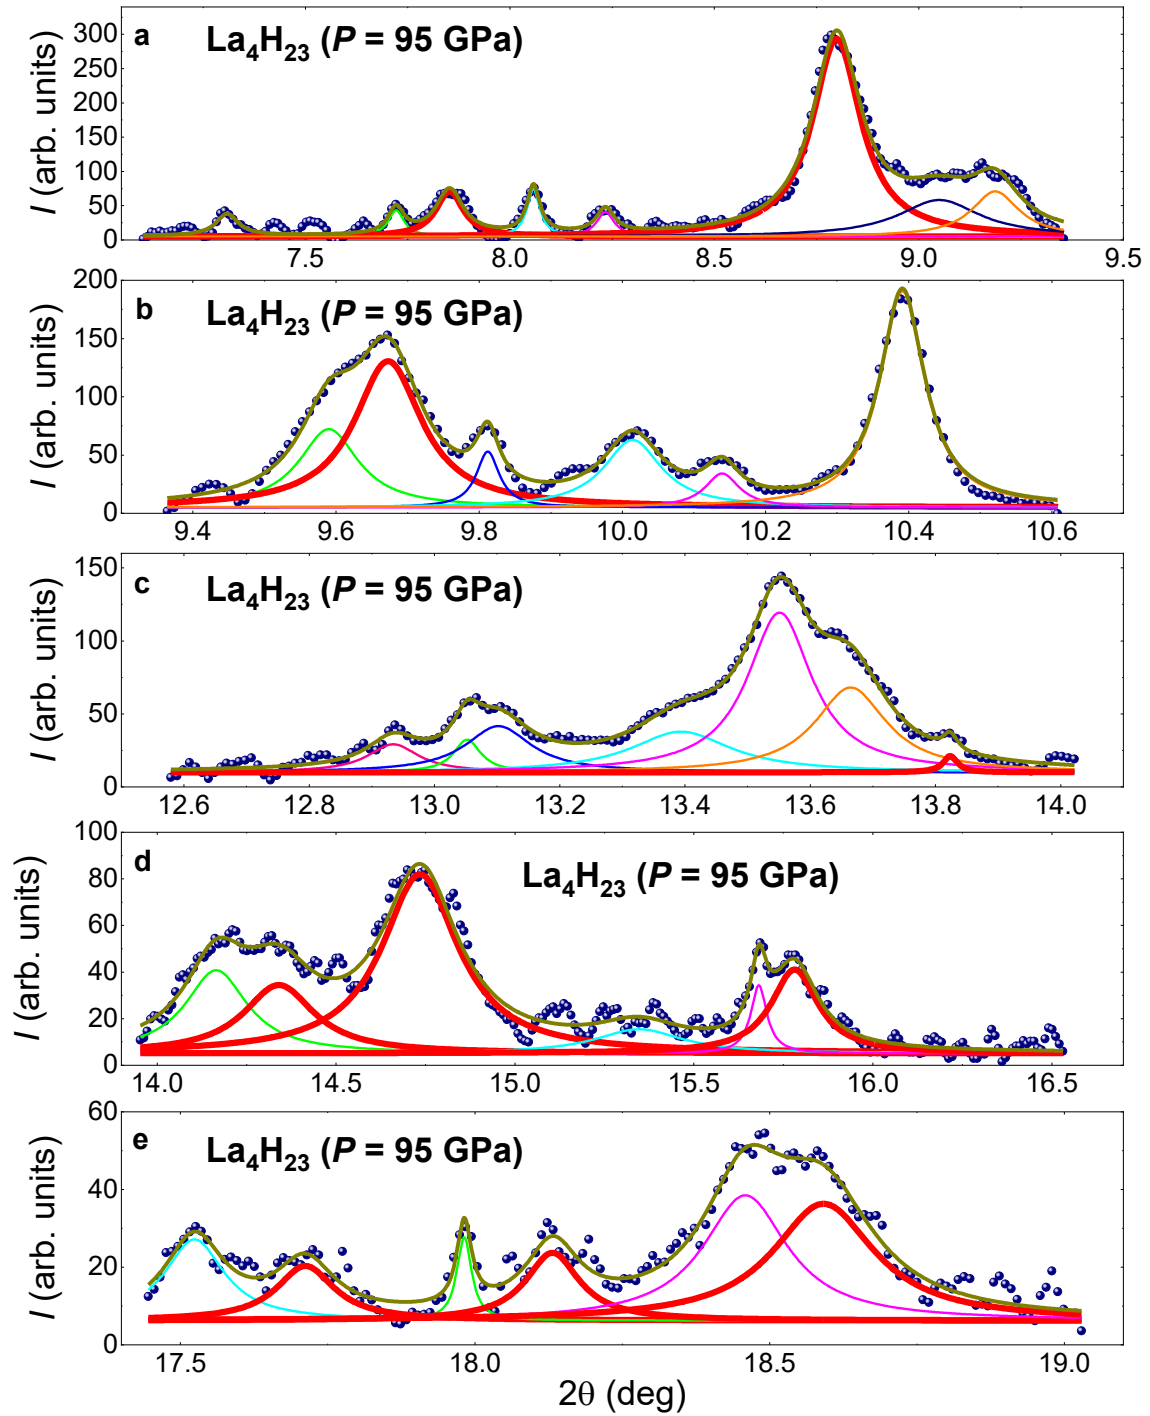 a La₄H₂₃ (P = 95 GPa)
I (arb. units)
300
250
200
150
100
50
0
7.5 8.0 8.5 9.0 9.5
b La₄H₂₃ (P = 95 GPa)
I (arb. units)
200
150
100
50
0
9.4 9.6 9.8 10.0 10.2 10.4 10.6
c La₄H₂₃ (P = 95 GPa)
I (arb. units)
150
100
50
0
12.6 12.8 13.0 13.2 13.4 13.6 13.8 14.0
d La₄H₂₃ (P = 95 GPa)
I (arb. units)
100
80
60
40
20
0
14.0 14.5 15.0 15.5 16.0 16.5
e La₄H₂₃ (P = 95 GPa)
I (arb. units)
60
40
20
0
17.5 18.0 18.5 19.0
2θ (deg)